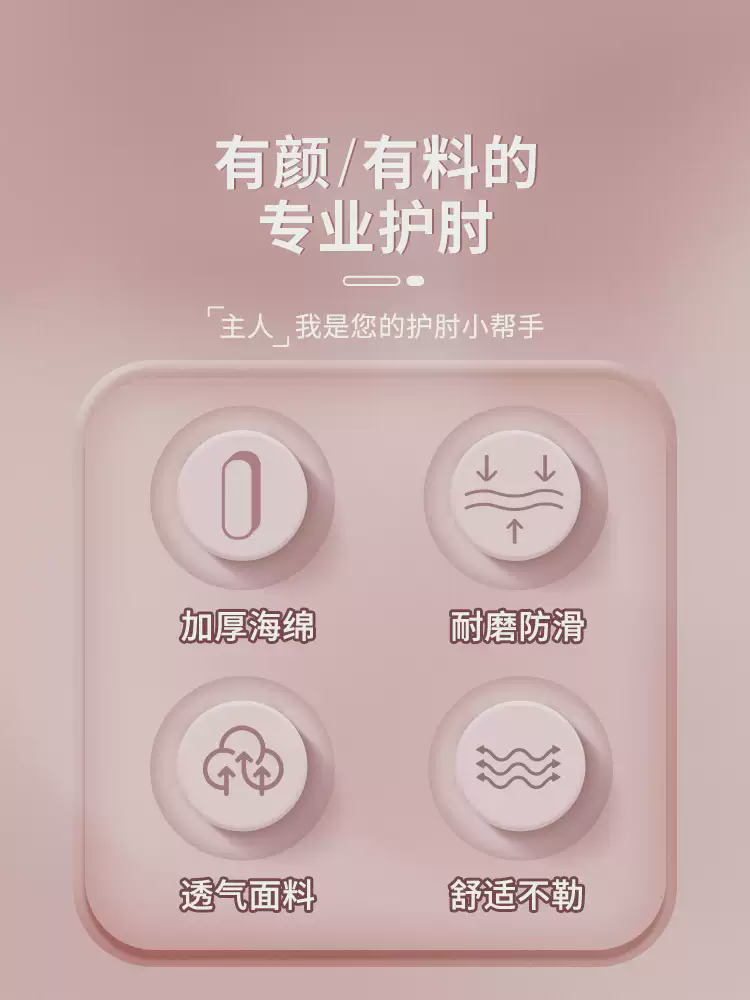 有颜/有料的
专业护肘
「主人」我是您的护肘小帮手
加厚海绵
耐磨防滑
透气面料
舒适不勒